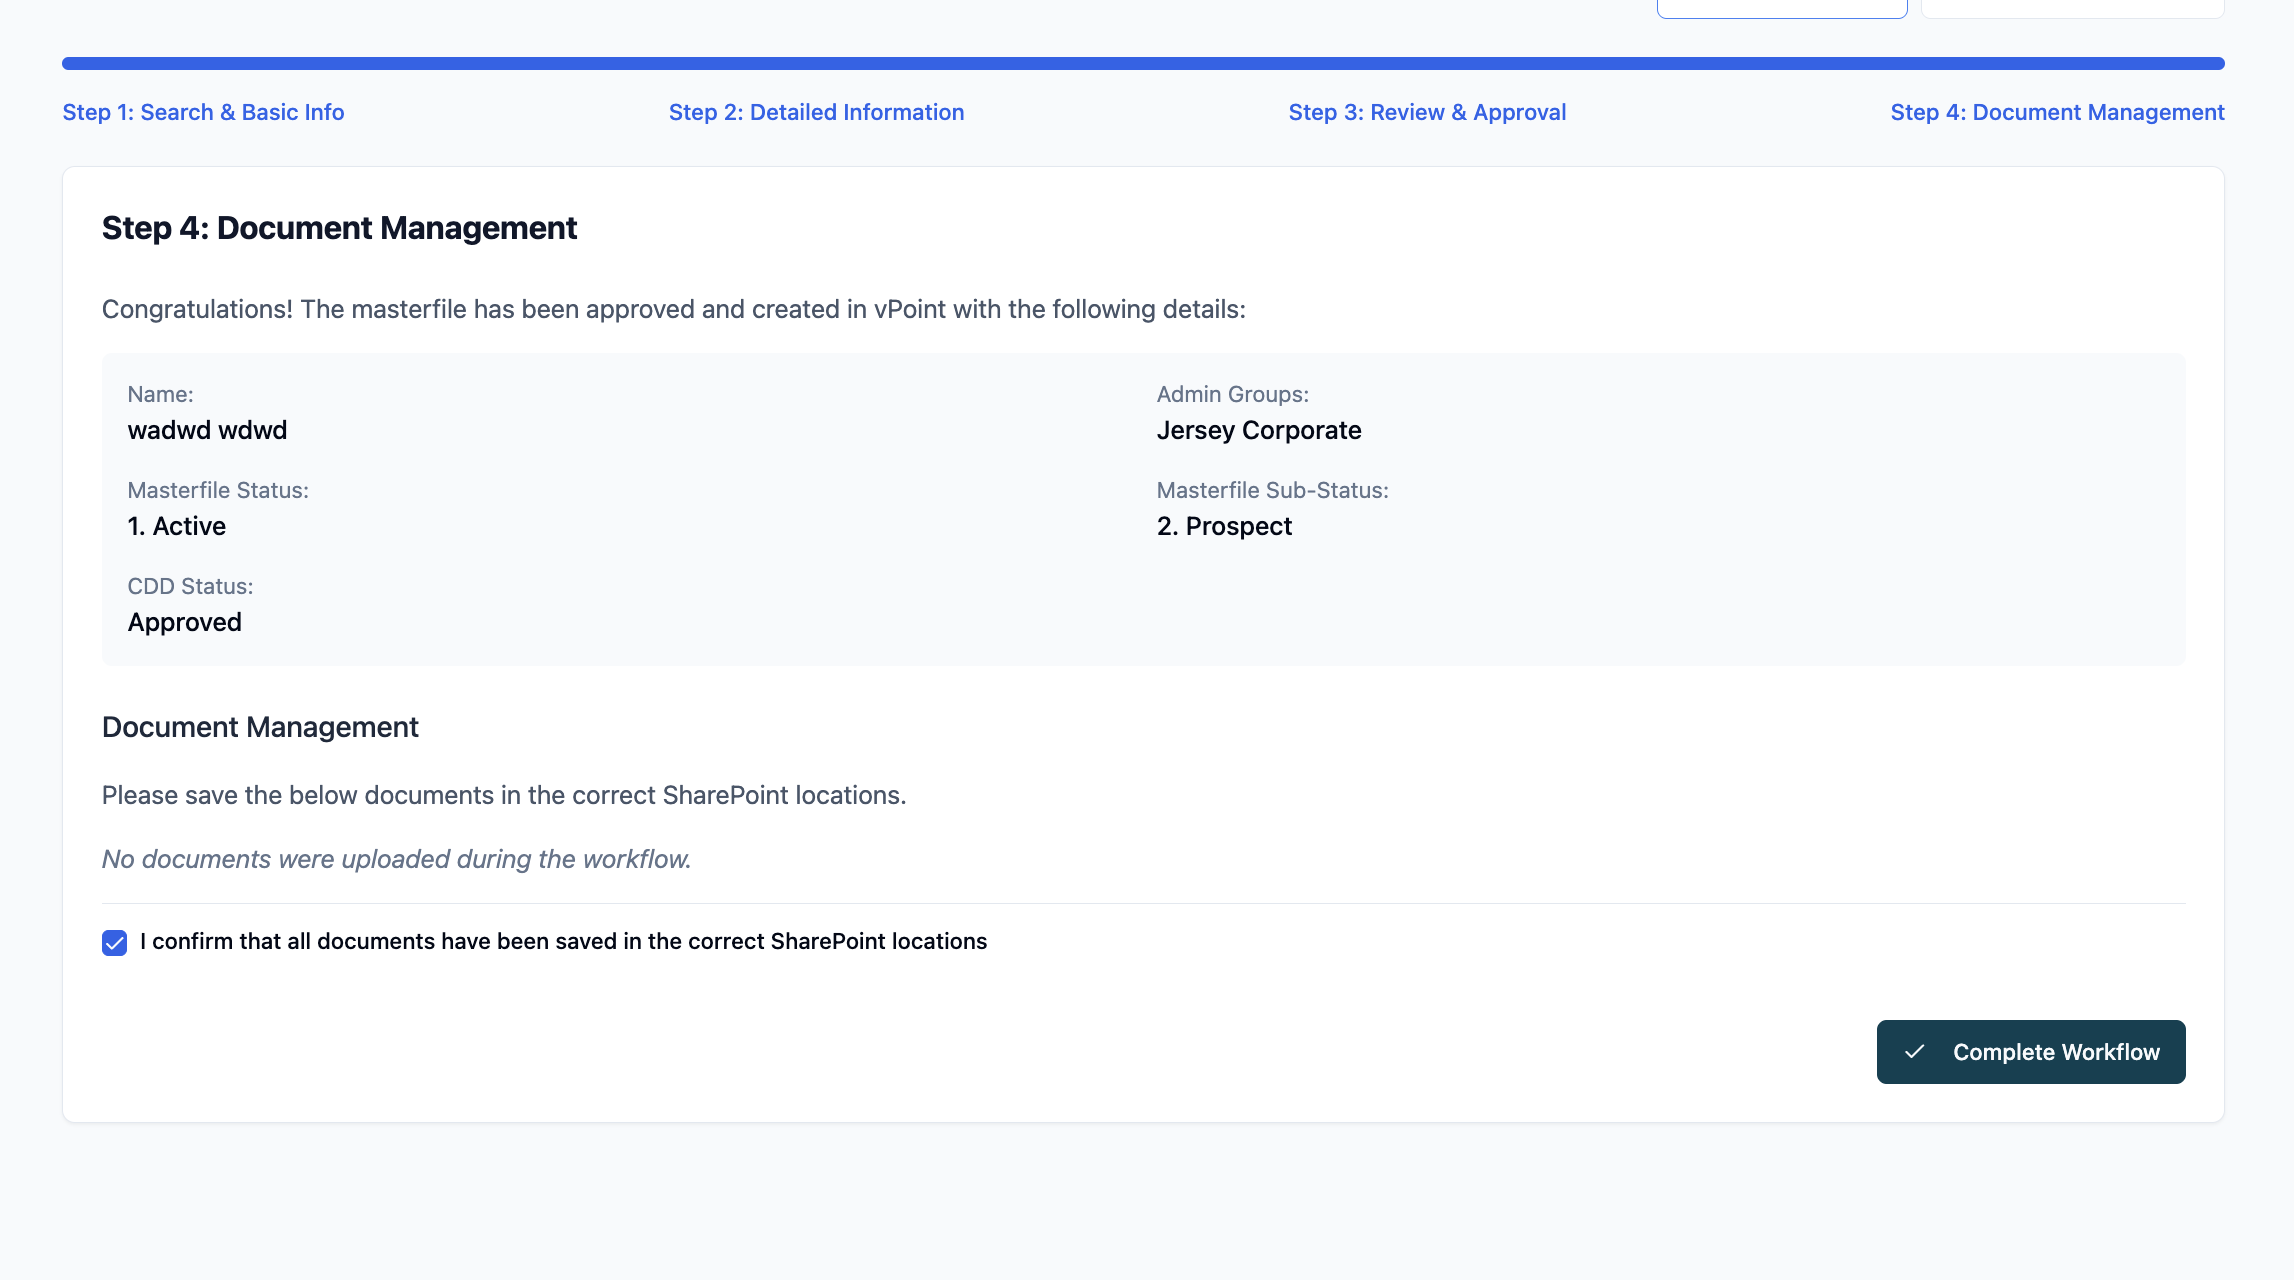 Step 1: Search & Basic Info
Step 2: Detailed Information
Step 3: Review & Approval
Step 4: Document Management
Step 4: Document Management
Congratulations! The masterfile has been approved and created in vPoint with the following details:
Name:
wadwd wdwd
Admin Groups:
Jersey Corporate
Masterfile Status:
1. Active
Masterfile Sub-Status:
2. Prospect
CDD Status:
Approved
Document Management
Please save the below documents in the correct SharePoint locations.
No documents were uploaded during the workflow.
I confirm that all documents have been saved in the correct SharePoint locations
Complete Workflow